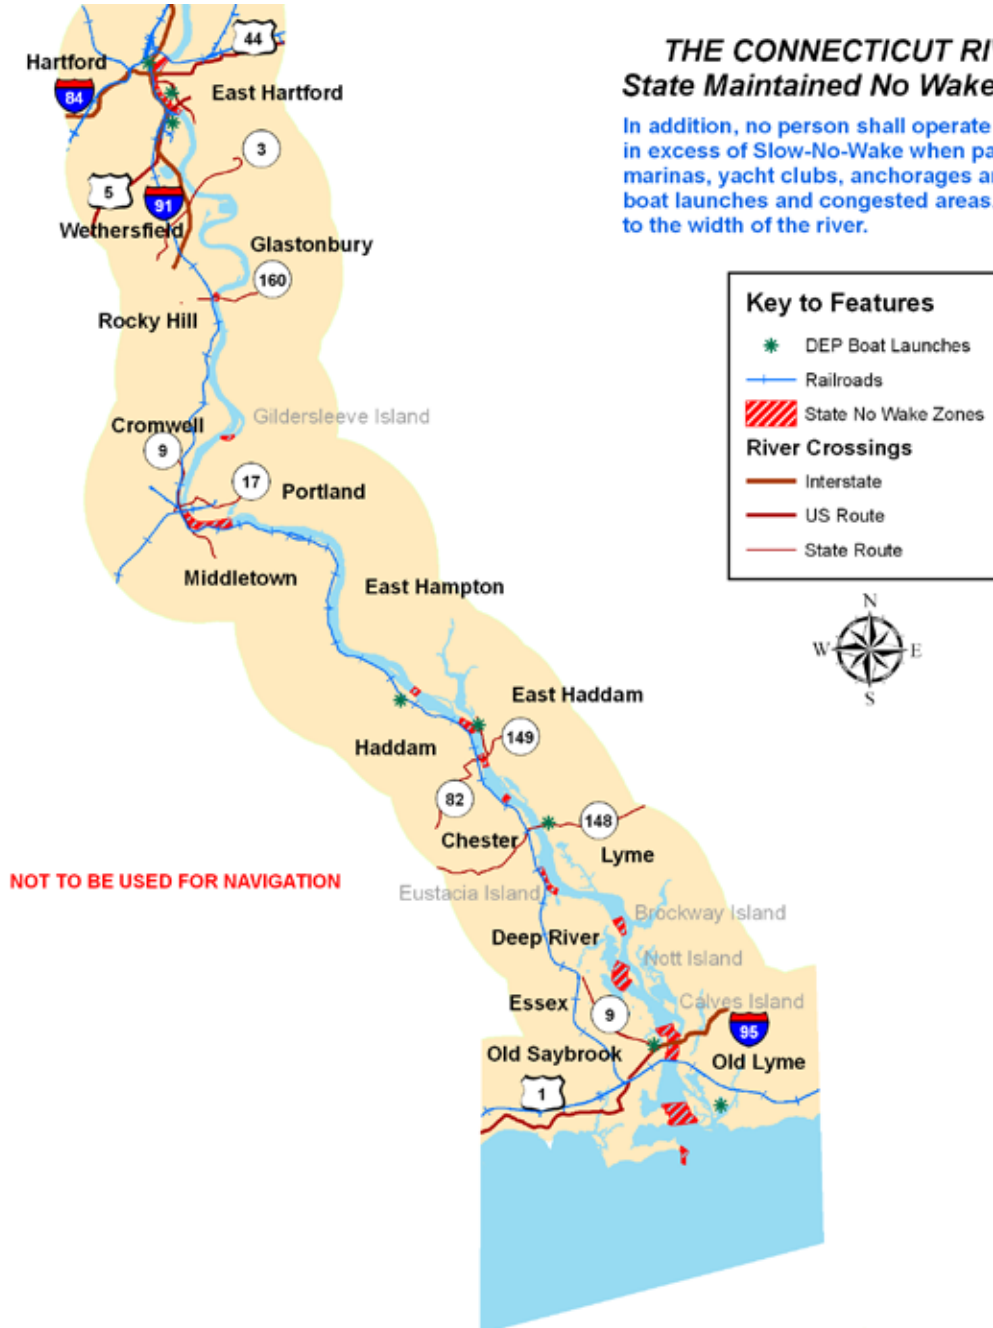 THE CONNECTICUT RI
State Maintained No Wake
In addition, no person shall operate
in excess of Slow-No-Wake when pa
marinas, yacht clubs, anchorages a
boat launches and congested areas
to the width of the river.
44
Hartford
84
East Hartford
3
5
91
Wethersfield
Glastonbury
160
Rocky Hill
Key to Features
DEP Boat Launches
Railroads
State No Wake Zones
River Crossings
Interstate
US Route
State Route
Gildersleeve Island
Cromwell
9
17
Portland
Middletown
East Hampton
N
W E
S
East Haddam
149
Haddam
82
148
Chester
Lyme
NOT TO BE USED FOR NAVIGATION
Eustacia Island
Brockway Island
Deep River
Nott Island
Essex
Calves Island
9
95
Old Saybrook
Old Lyme
1